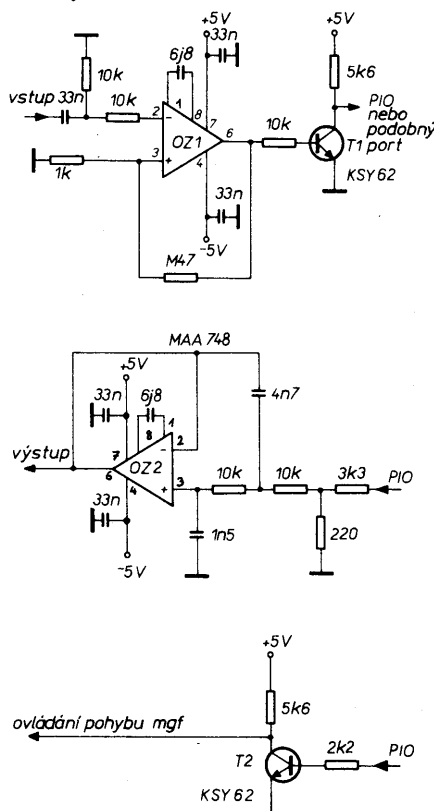 +5V
33n
+5V
6j8
10k
1
8
5k6
vstup
33n
10k
2
−
7
OZ1
6
10k
PIO
nebo
podobný
port
T1
3
+
4
1k
KSY 62
33n
−5V
M47
MAA 748
+5V
33n
6j8
1
8
2
4n7
výstup
7
−
6
OZ2
10k
10k
3k3
3
+
4
PIO
33n
1n5
220
−5V
+5V
5k6
ovládání pohybu mgf
T2
2k2
PIO
KSY 62